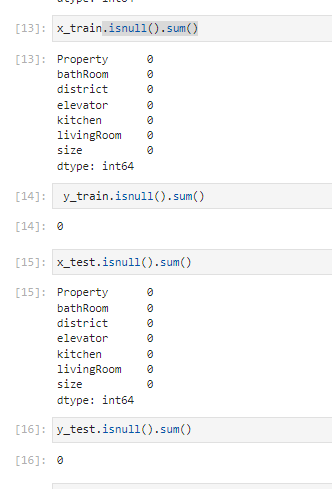 dtype: int64
[13]: x_train.isnull().sum()
[13]: Property 0
bathRoom 0
district 0
elevator 0
kitchen 0
livingRoom 0
size 0
dtype: int64
[14]: y_train.isnull().sum()
[14]: 0
[15]: x_test.isnull().sum()
[15]: Property 0
bathRoom 0
district 0
elevator 0
kitchen 0
livingRoom 0
size 0
dtype: int64
[16]: y_test.isnull().sum()
[16]: 0